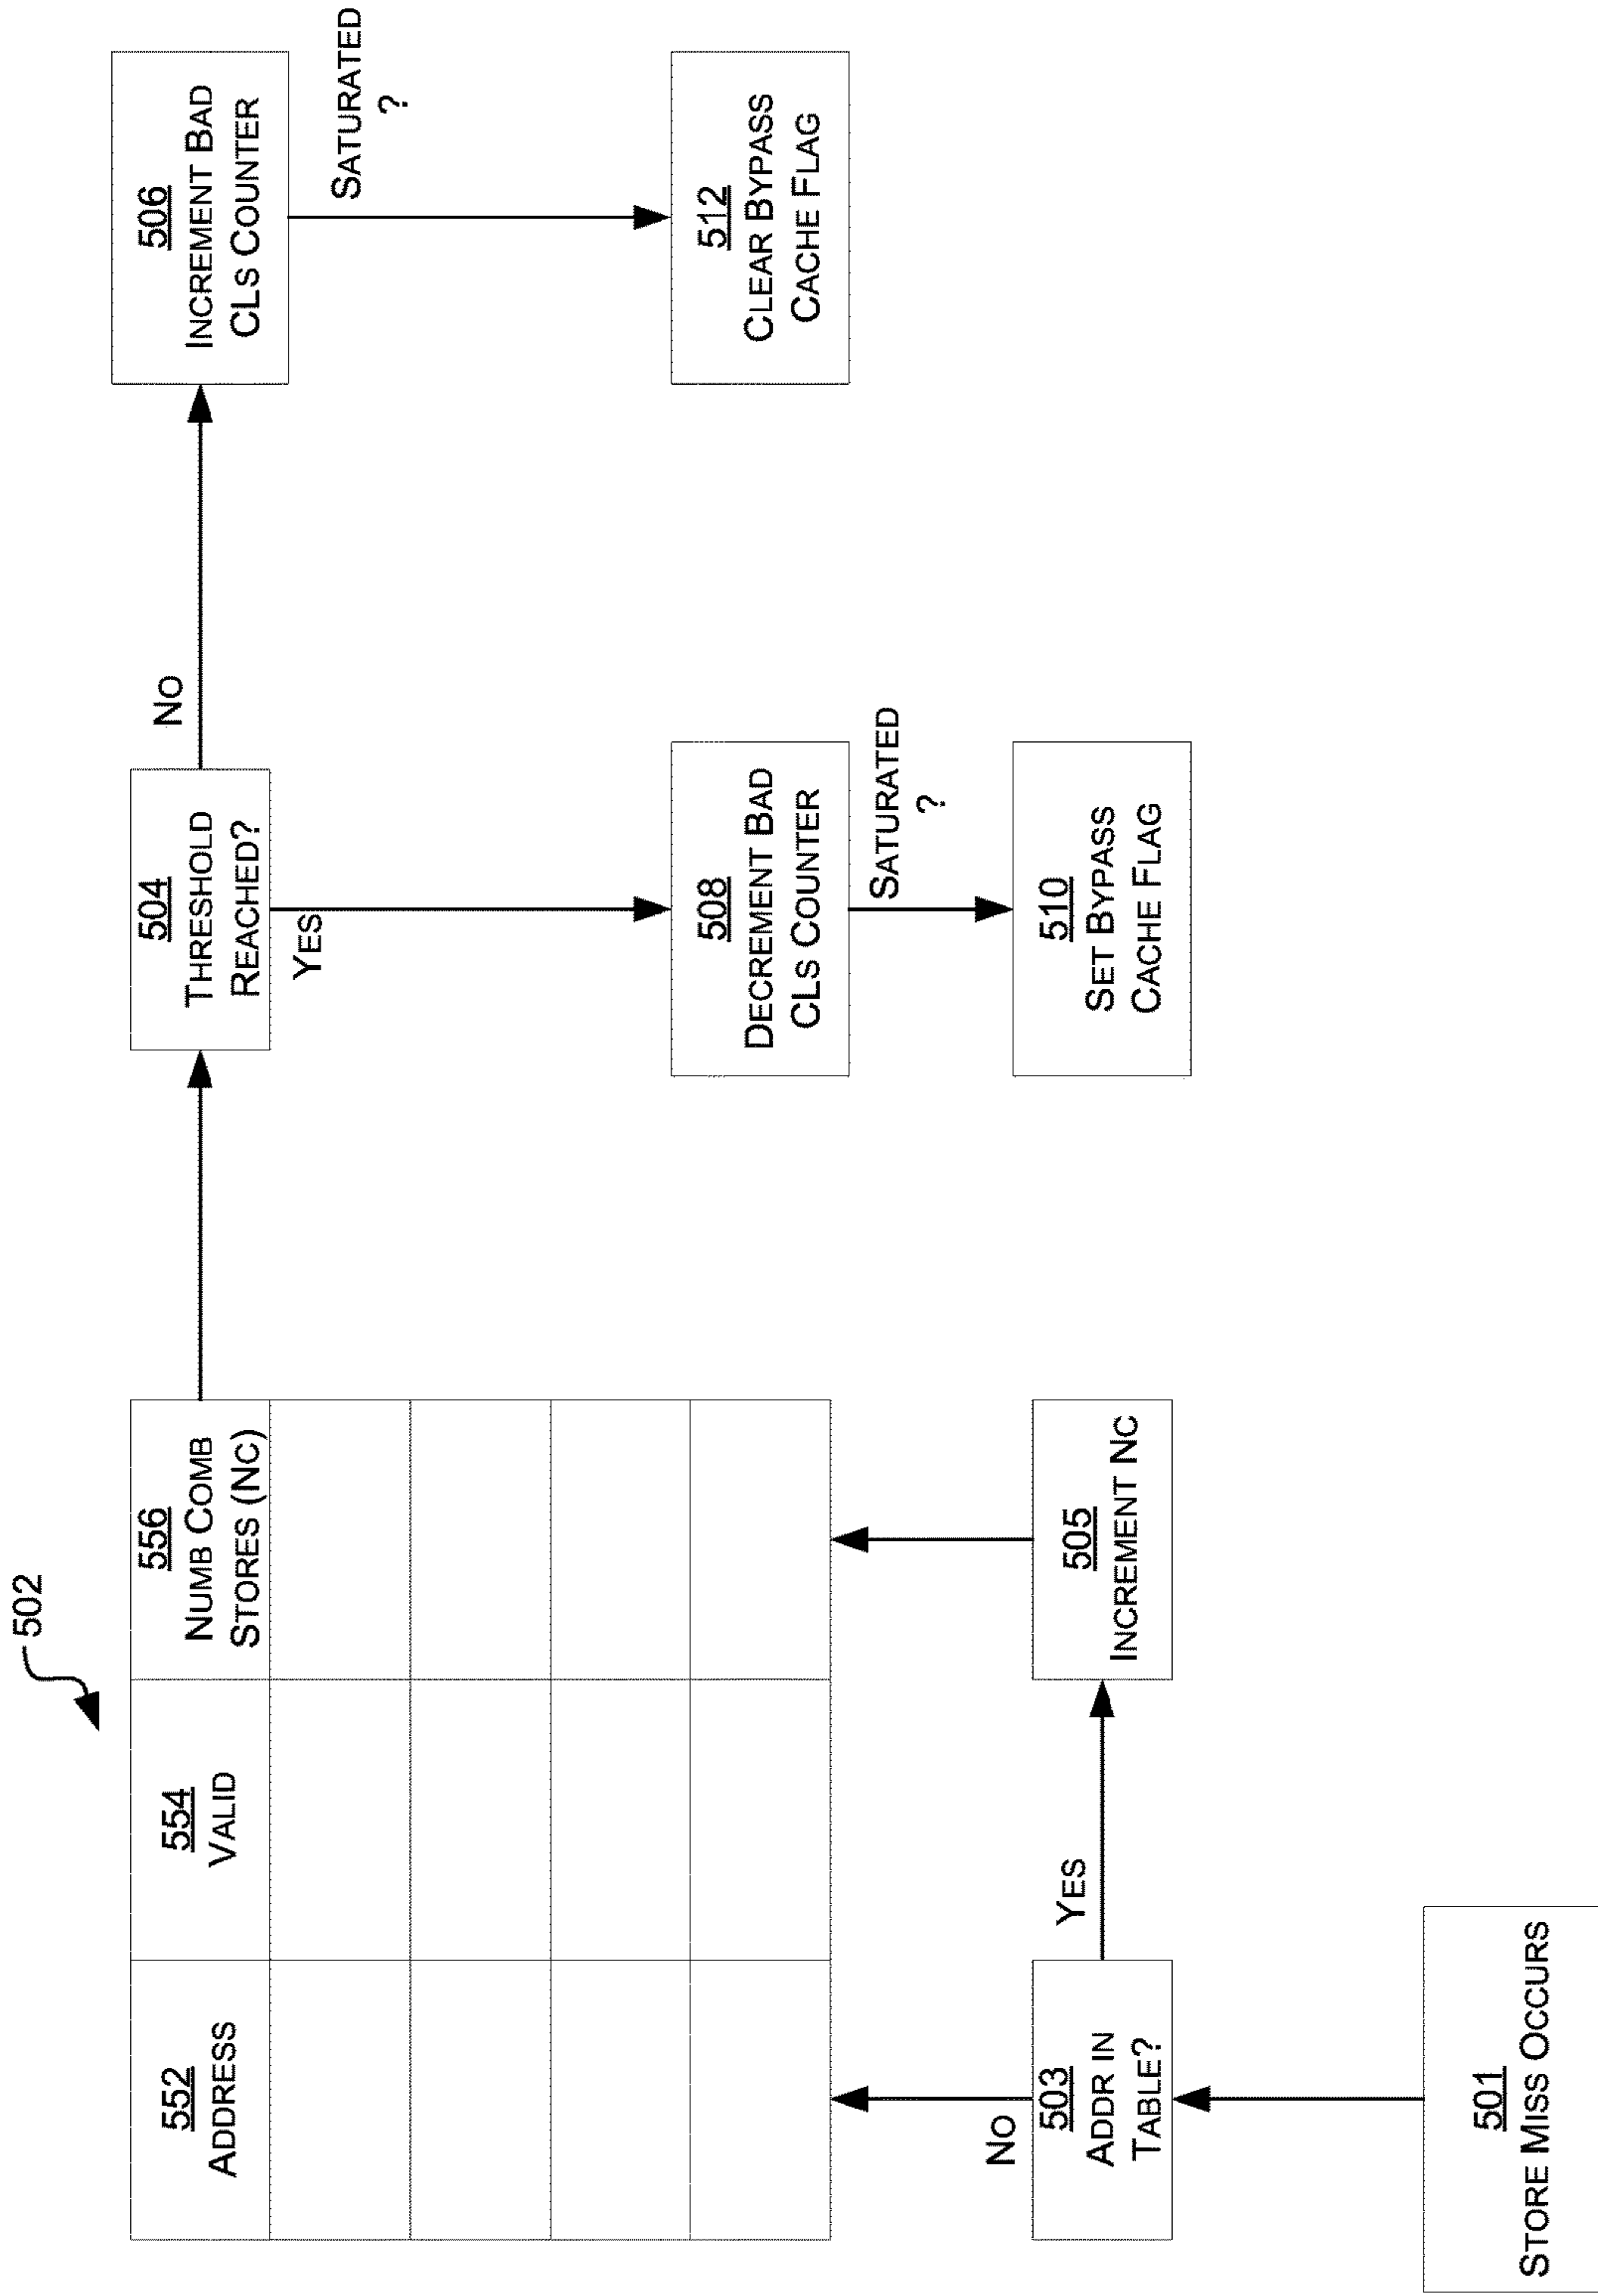 502
552
ADDRESS
554
VALID
556
NUMB COMB
STORES (NC)
504
THRESHOLD
REACHED?
NO
506
INCREMENT BAD
CLS COUNTER
YES
SATURATED
?
508
DECREMENT BAD
CLS COUNTER
512
CLEAR BYPASS
CACHE FLAG
SATURATED
?
NO
503
ADDR IN
TABLE?
YES
505
INCREMENT NC
510
SET BYPASS
CACHE FLAG
501
STORE MISS OCCURS